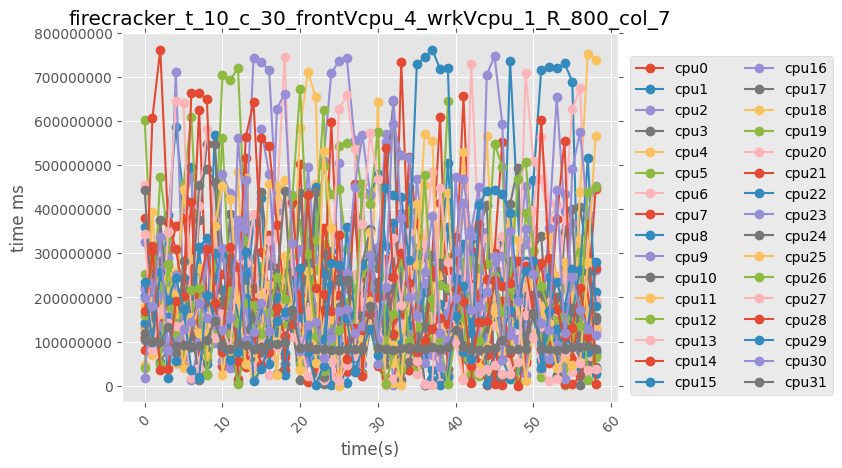 firecracker_t_10_c_30_frontVcpu_4_wrkVcpu_1_R_800_col_7
800000000
700000000
600000000
500000000
400000000
300000000
200000000
100000000
0
time ms
0
10
20
30
40
50
60
time(s)
cpu0
cpu1
cpu2
cpu3
cpu4
cpu5
cpu6
cpu7
cpu8
cpu9
cpu10
cpu11
cpu12
cpu13
cpu14
cpu15
cpu16
cpu17
cpu18
cpu19
cpu20
cpu21
cpu22
cpu23
cpu24
cpu25
cpu26
cpu27
cpu28
cpu29
cpu30
cpu31